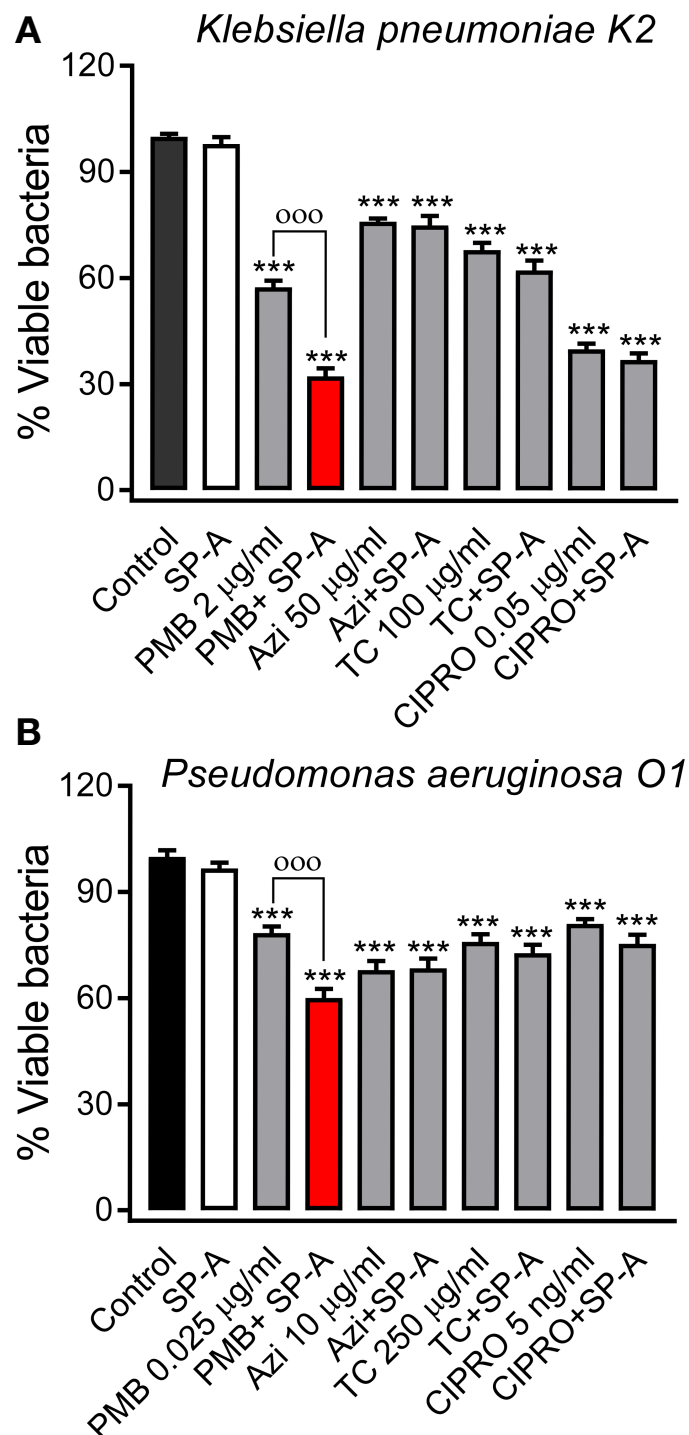 A
Klebsiella pneumoniae K2
% Viable bacteria
120
90
60
30
0
ooo
***
***
***
***
***
***
***
***
Control
SP-A
PMB 2 μg/ml
PMB+ SP-A
Azi 50 μg/ml
Azi+SP-A
TC 100 μg/ml
TC+SP-A
CIPRO 0.05 μg/ml
CIPRO+SP-A
B
Pseudomonas aeruginosa O1
% Viable bacteria
120
90
60
30
0
ooo
***
***
***
***
***
***
***
***
Control
SP-A
PMB 0.025 μg/ml
PMB+ SP-A
Azi 10 μg/ml
Azi+SP-A
TC 250 μg/ml
TC+SP-A
CIPRO 5 ng/ml
CIPRO+SP-A